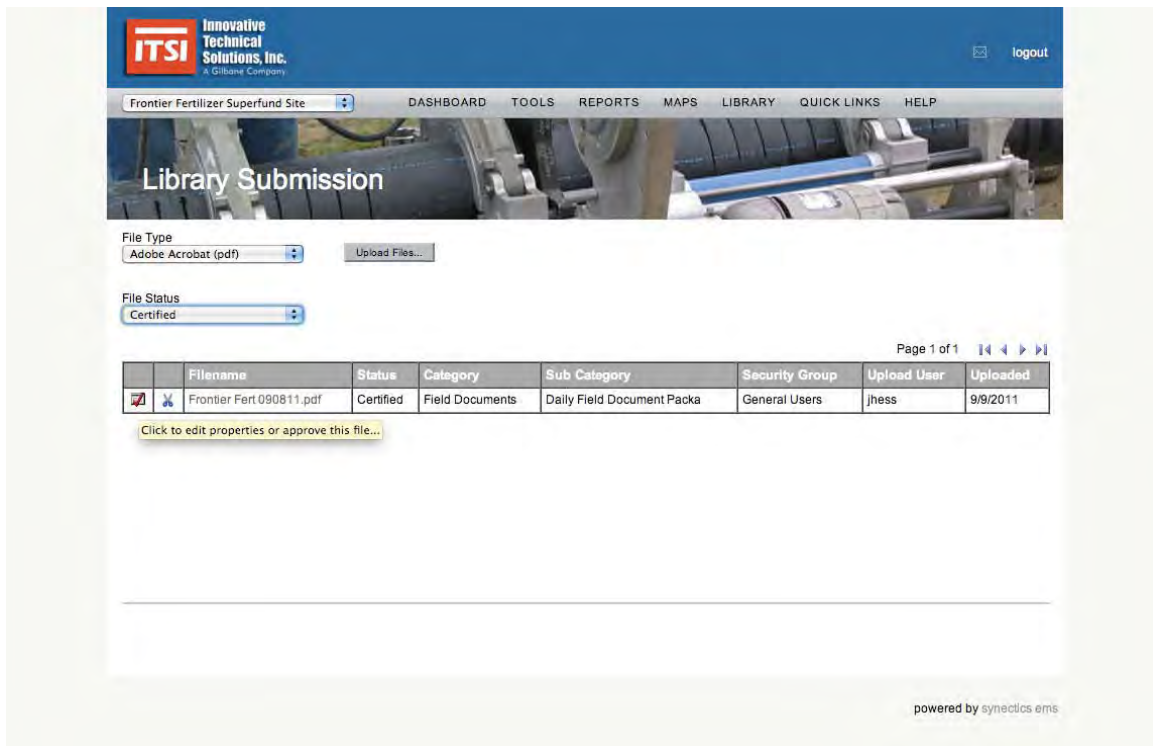 ITSI
Innovative
Technical
Solutions, Inc.
A Gilbane Company
logout
Frontier Fertilizer Superfund Site
DASHBOARD TOOLS REPORTS MAPS LIBRARY QUICK LINKS HELP
Library Submission
File Type
Adobe Acrobat (pdf)
Upload Files...
File Status
Certified
Page 1 of 1
Filename Status Category Sub Category Security Group Upload User Uploaded
Frontier Fert 090811.pdf Certified Field Documents Daily Field Document Packa General Users jhess 9/9/2011
Click to edit properties or approve this file...
powered by synectics ems